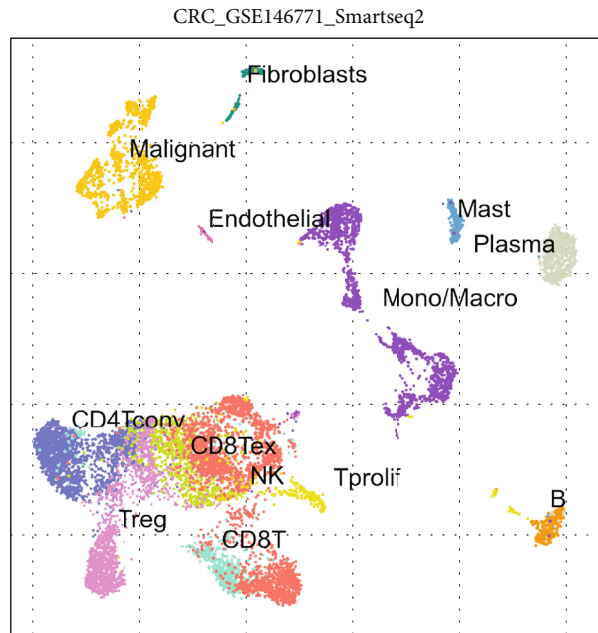 CRC_GSE146771_Smartseq2
Fibroblasts
Malignant
Endothelial
Mast
Plasma
Mono/Macro
CD4Tconv
CD8Tex
NK
Tprolif
B
Treg
CD8T